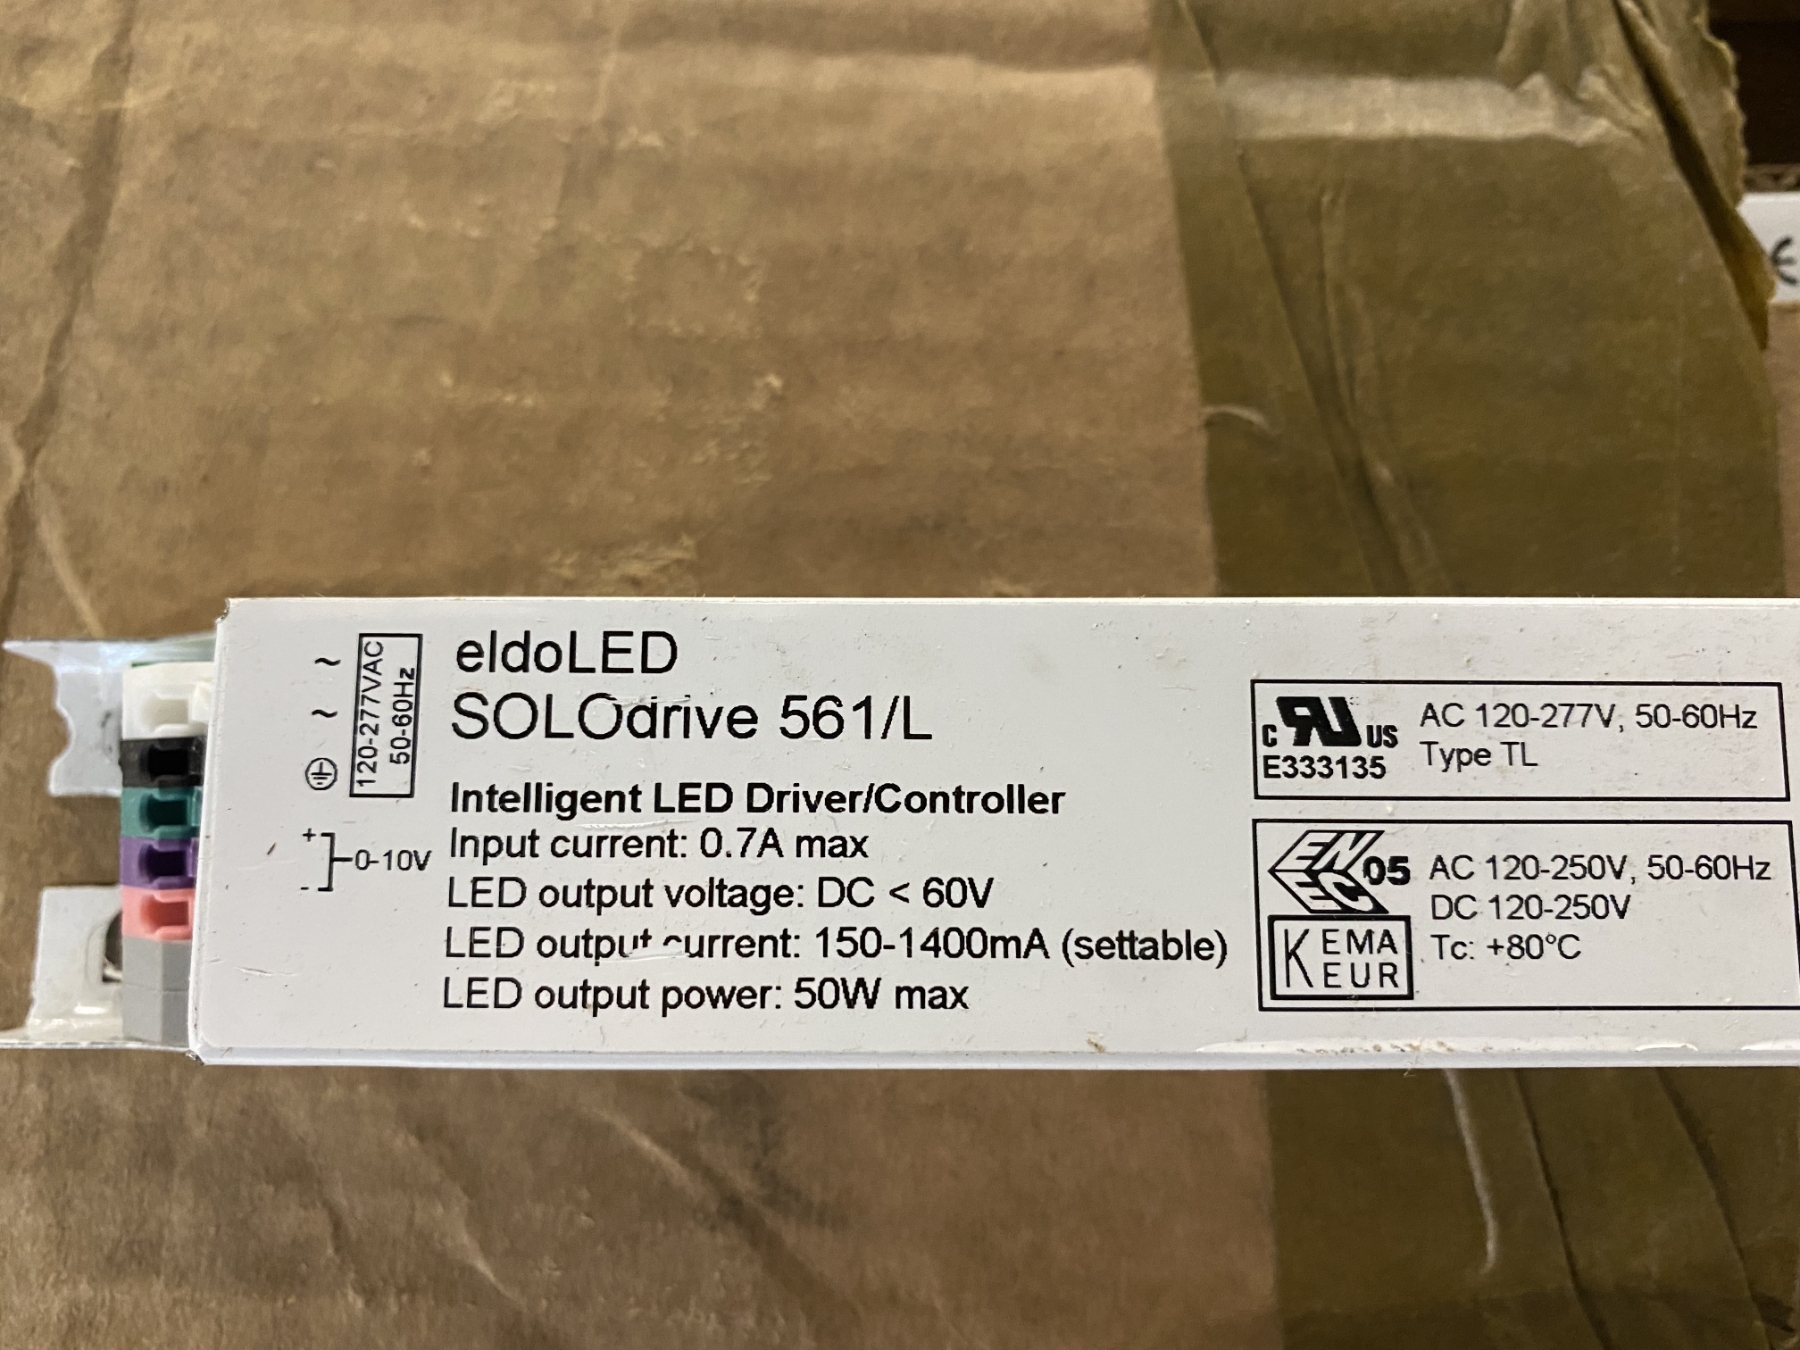 ~
~
120-277VAC
50-60Hz
+
-
0-10V
eldoLED
SOLOdrive 561/L
Intelligent LED Driver/Controller
Input current: 0.7A max
LED output voltage: DC < 60V
LED output current: 150-1400mA (settable)
LED output power: 50W max
c RU US
E333135
AC 120-277V, 50-60Hz
Type TL
ENEC 05
KEMA
EUR
AC 120-250V, 50-60Hz
DC 120-250V
Tc: +80°C